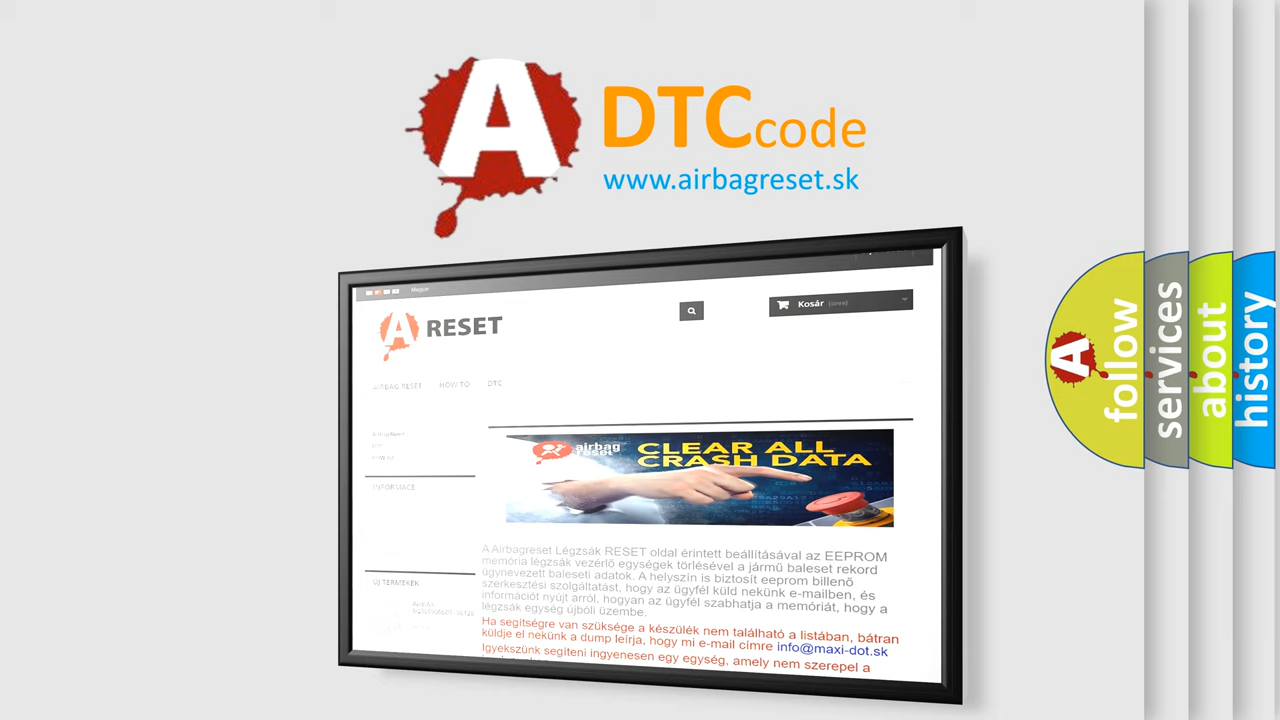 A
DTCcode
www.airbagreset.sk
Magyar
A RESET
Kosár (üres)
AIRBAG RESET HOW TO DTC
INFORMACE
ÚJ TERMÉKEK
airbag
reset
CLEAR ALL
CRASH DATA
A Airbagreset Légzsák RESET oldal érintett beállításával az EEPROM
memória légzsák vezérlő egységek törlésével a jármű baleset rekord
úgynevezett baleseti adatok. A helyszín is biztosít eeprom billenő
szerkesztési szolgáltatást, hogy az ügyfél küld nekünk e-mailben, és
információt nyújt arról, hogyan az ügyfél szabhatja a memóriát, hogy a
légzsák egység újbóli üzembe.
Ha segítségre van szüksége a készülék nem található a listában, bátran
küldje el nekünk a dump leírja, hogy mi e-mail címre info@maxi-dot.sk
Igyekszünk segíteni ingyenesen egy egység, amely nem szerepel a
A
follow
services
about
history